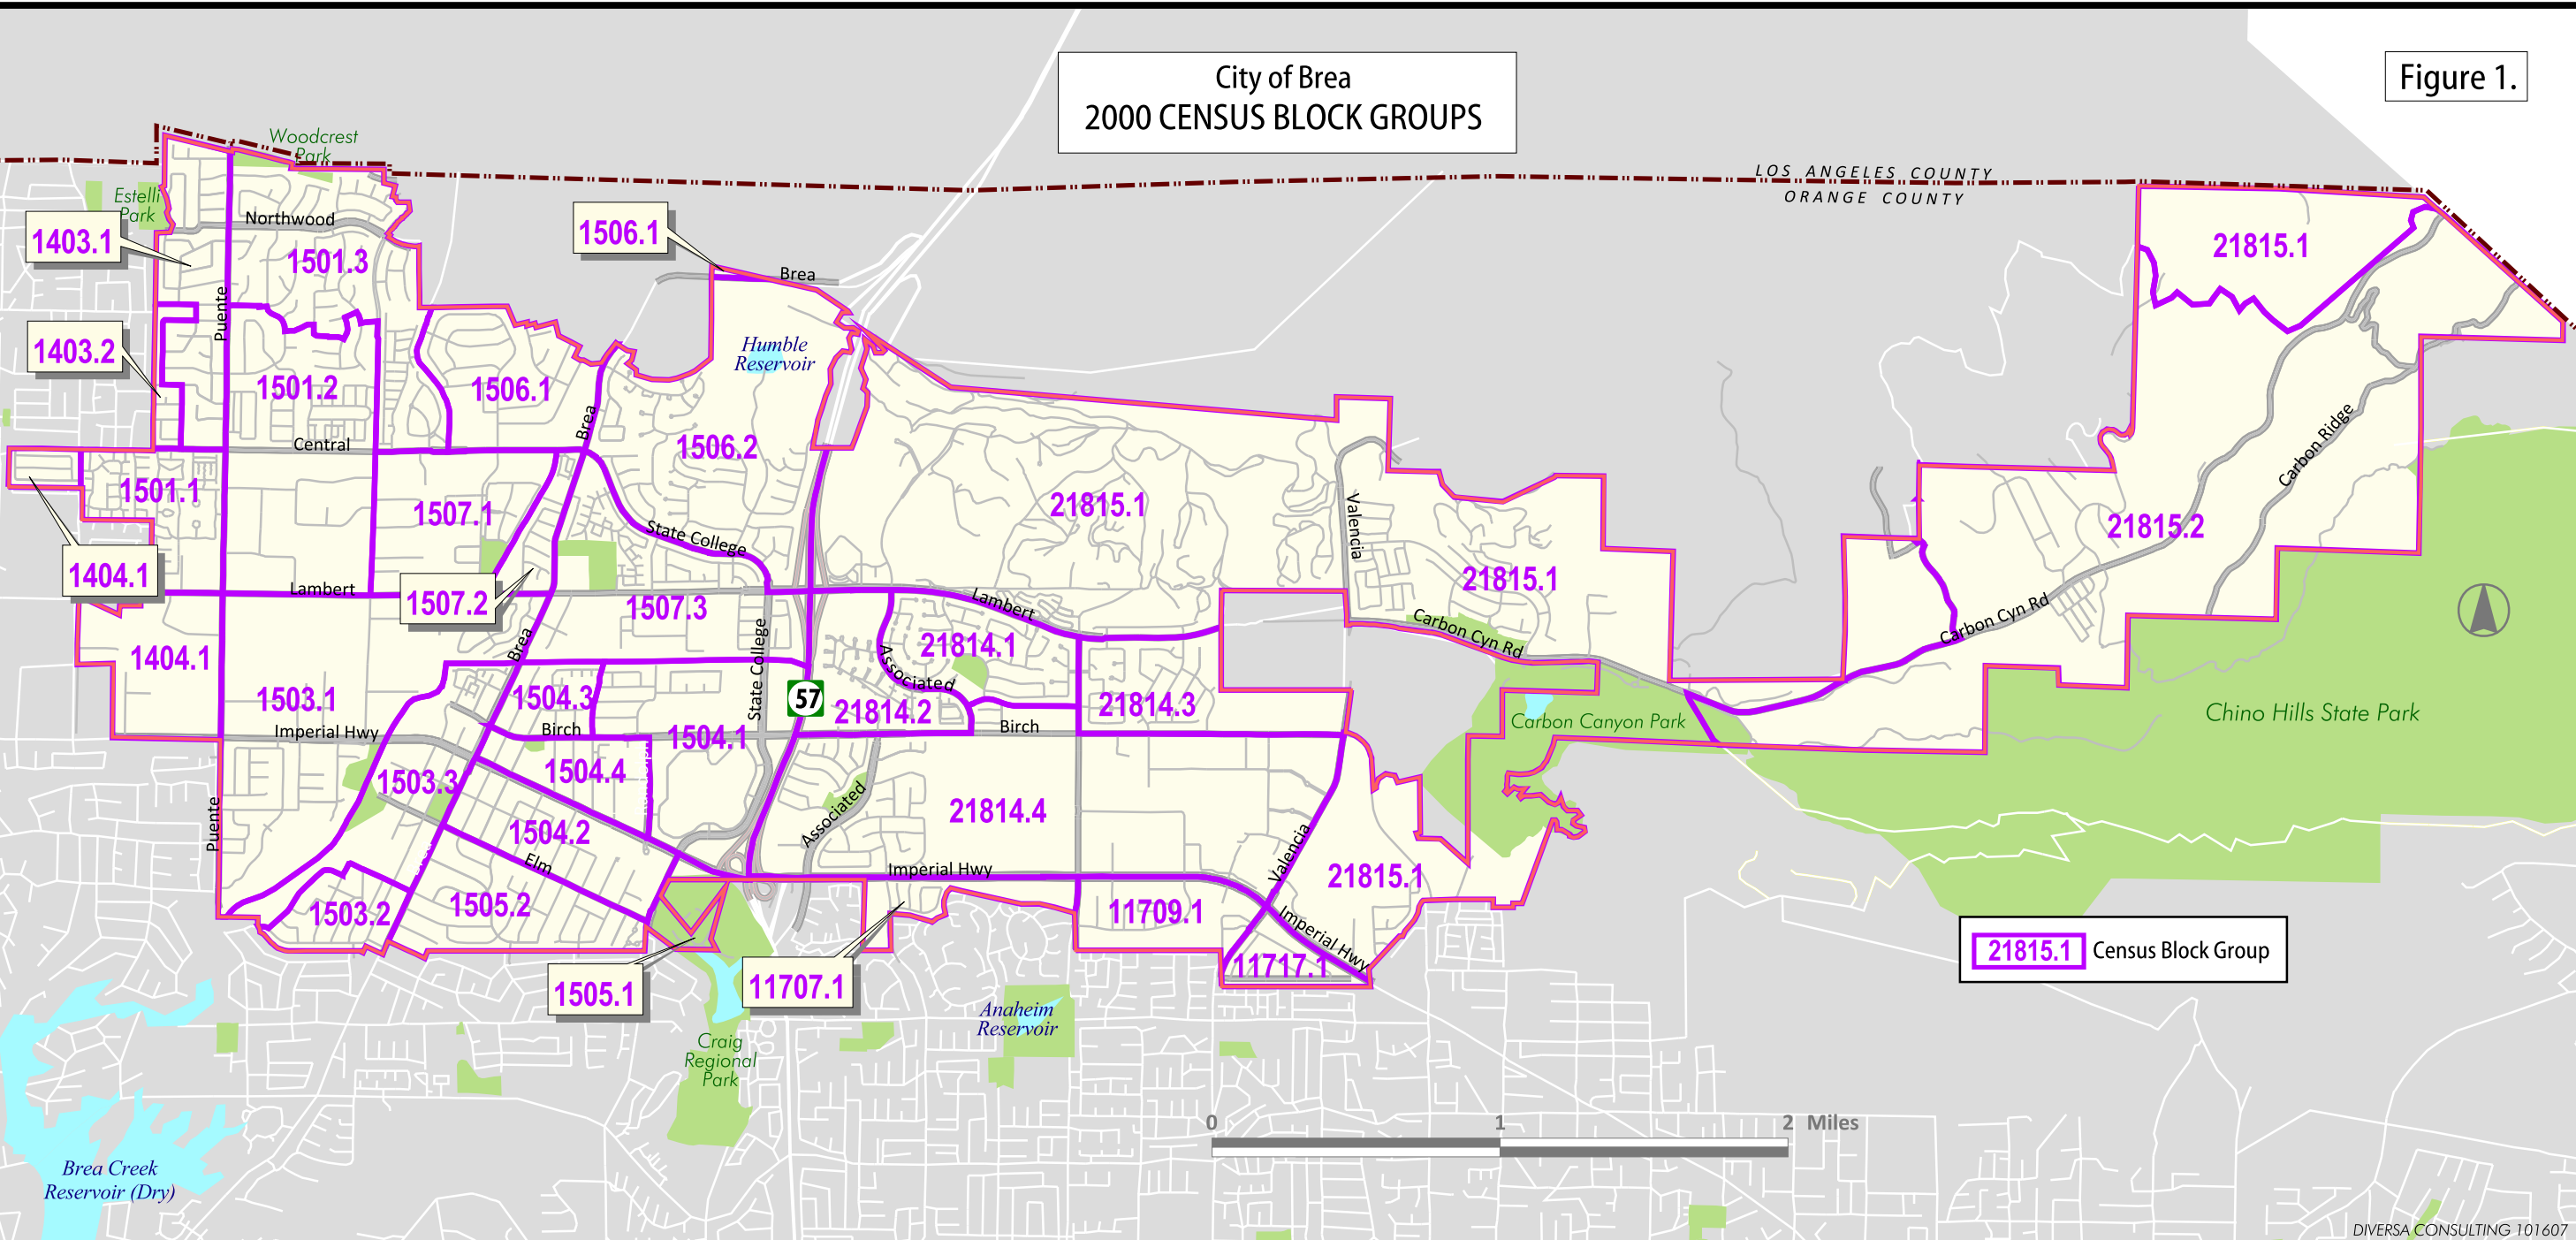 City of Brea
2000 CENSUS BLOCK GROUPS
Figure 1.
Woodcrest
Park
LOS ANGELES COUNTY
ORANGE COUNTY
Estelli
Park
Northwood
1403.1
1506.1
1501.3
21815.1
Brea
Puente
1403.2
Humble
Reservoir
1501.2
1506.1
Brea
1506.2
Central
Carbon Ridge
1501.1
1507.1
21815.1
Valencia
21815.2
State College
1404.1
Lambert
1507.2
1507.3
Lambert
21815.1
Carbon Cyn Rd
Carbon Cyn Rd
Brea
State College
21814.1
Associated
1404.1
1503.1
1504.3
57
21814.2
21814.3
Carbon Canyon Park
Chino Hills State Park
Imperial Hwy
Birch
1504.1
Birch
1503.3
1504.4
21814.4
Puente
1504.2
Associated
Valencia
Elm
Imperial Hwy
21815.1
1503.2
1505.2
11709.1
Imperial Hwy
11717.1
21815.1 Census Block Group
1505.1
11707.1
Anaheim
Reservoir
Craig
Regional
Park
0 1 2 Miles
Brea Creek
Reservoir (Dry)
DIVERSA CONSULTING 101607